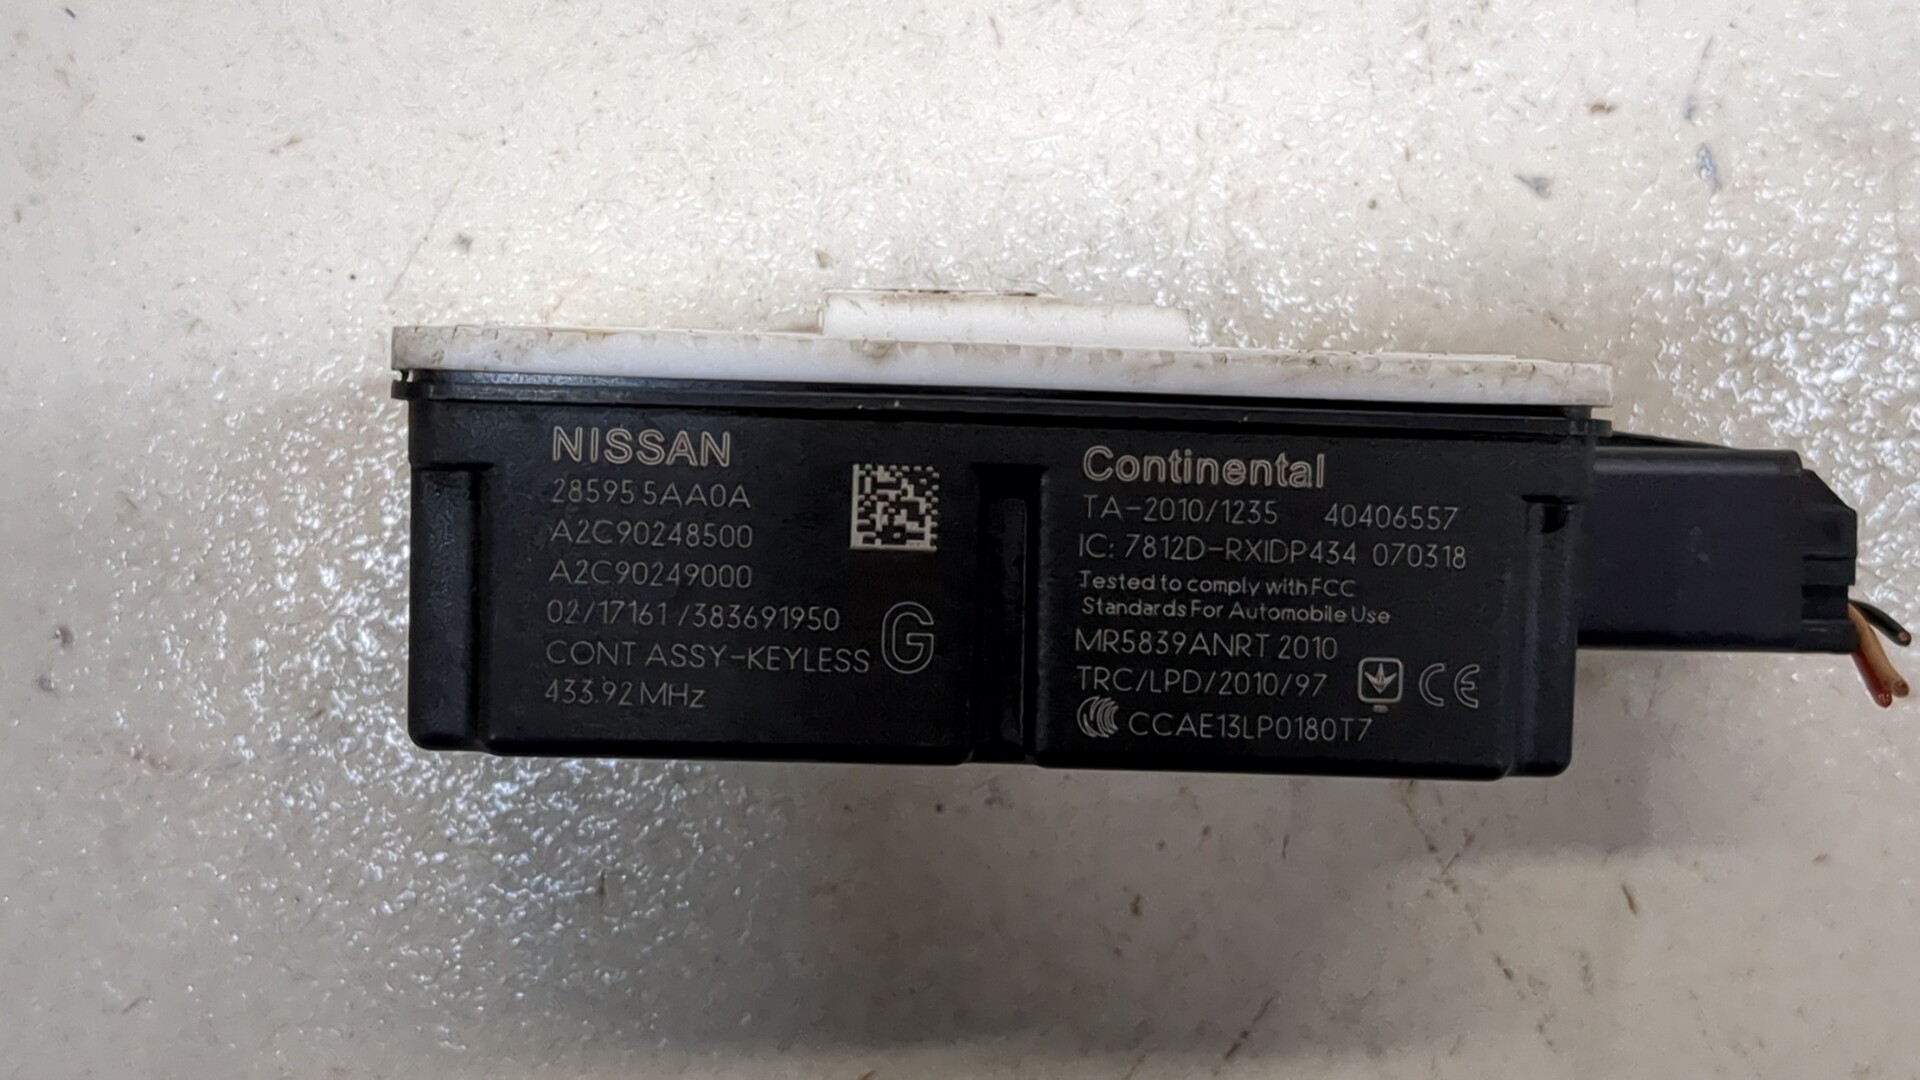 NISSAN
285955AA0A
A2C90248500
A2C90249000
02/17161/383691950
CONT ASSY-KEYLESS
G
433.92 MHz
Continental
TA-2010/1235 40406557
IC: 7812D-RXIDP434 070318
Tested to comply with FCC
Standards For Automobile Use
MR5839ANRT 2010
TRC/LPD/2010/97
CE
CCAE13LP0180T7